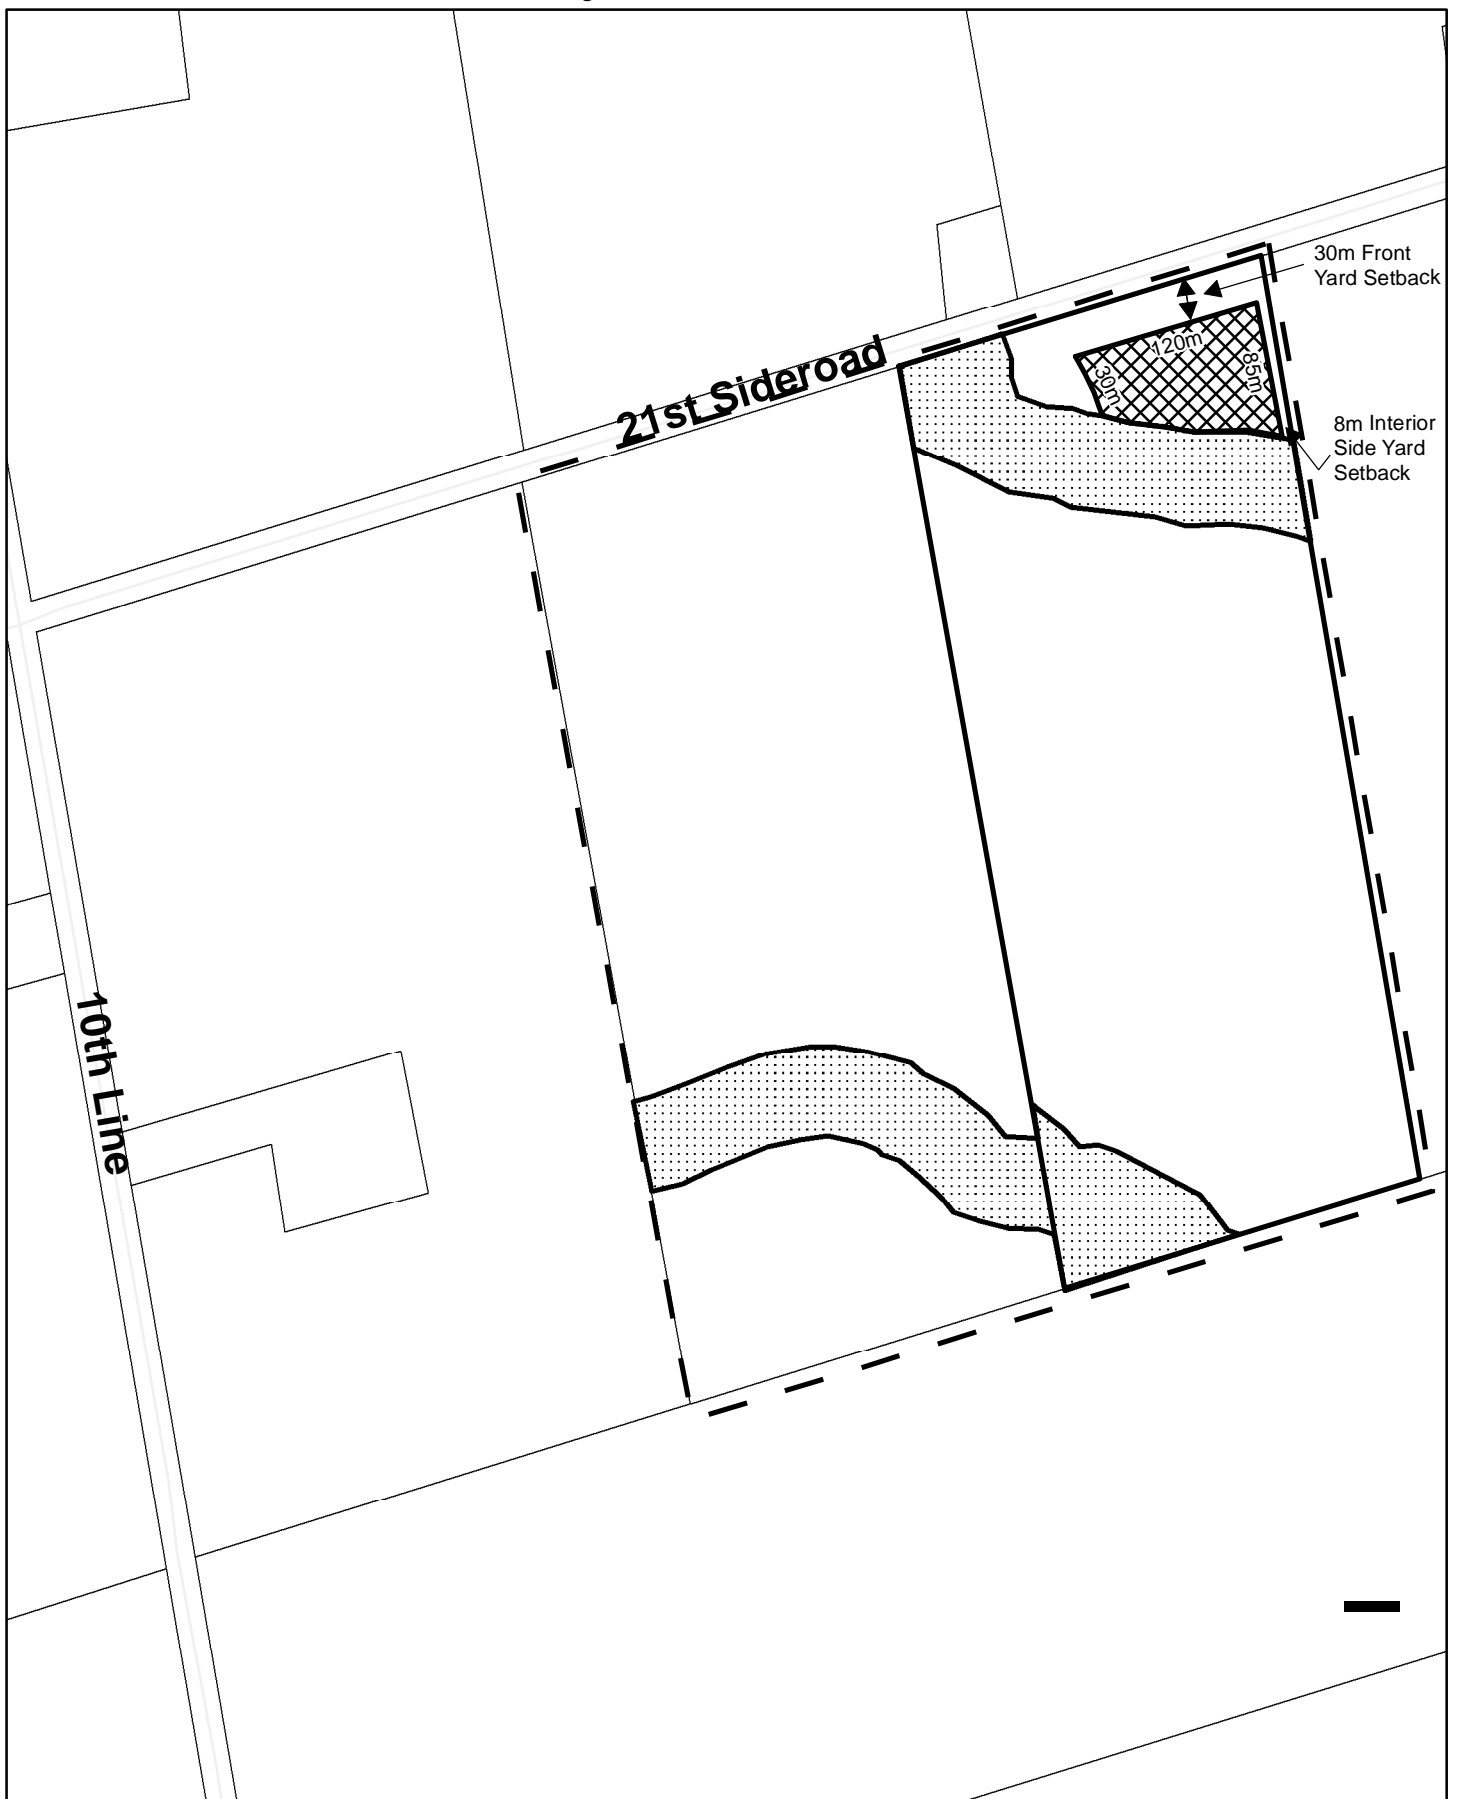 30m Front
Yard Setback
120m
30m
85m
21st Sideroad
8m Interior
Side Yard
Setback
10th Line